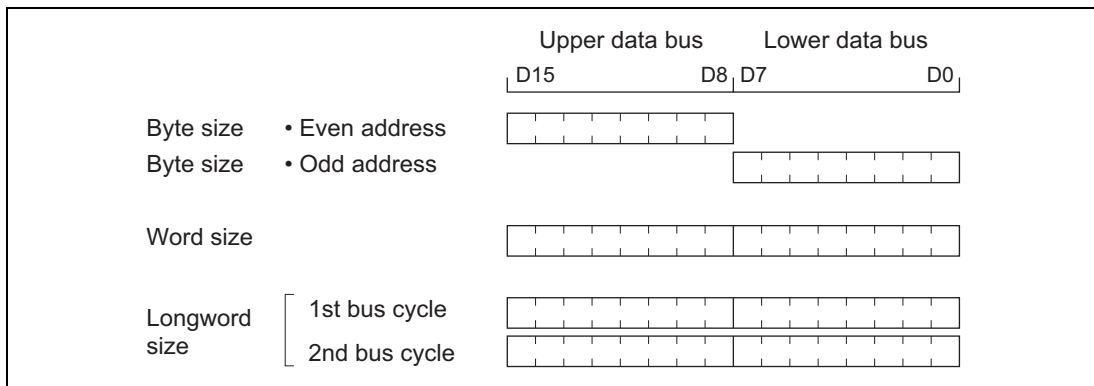 Upper data bus Lower data bus
D15 D8 D7 D0
Byte size • Even address
Byte size • Odd address
Word size
Longword size
1st bus cycle
2nd bus cycle